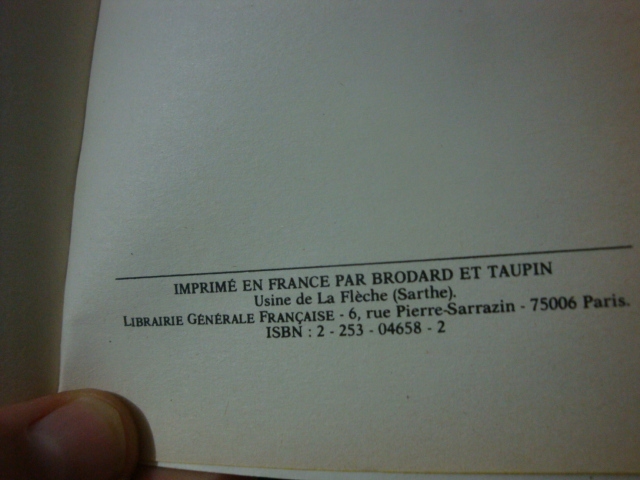 IMPRIMÉ EN FRANCE PAR BRODARD ET TAUPIN
Usine de La Flèche (Sarthe).
LIBRAIRIE GÉNÉRALE FRANÇAISE - 6, rue Pierre-Sarrazin - 75006 Paris.
ISBN : 2 - 253 - 04658 - 2